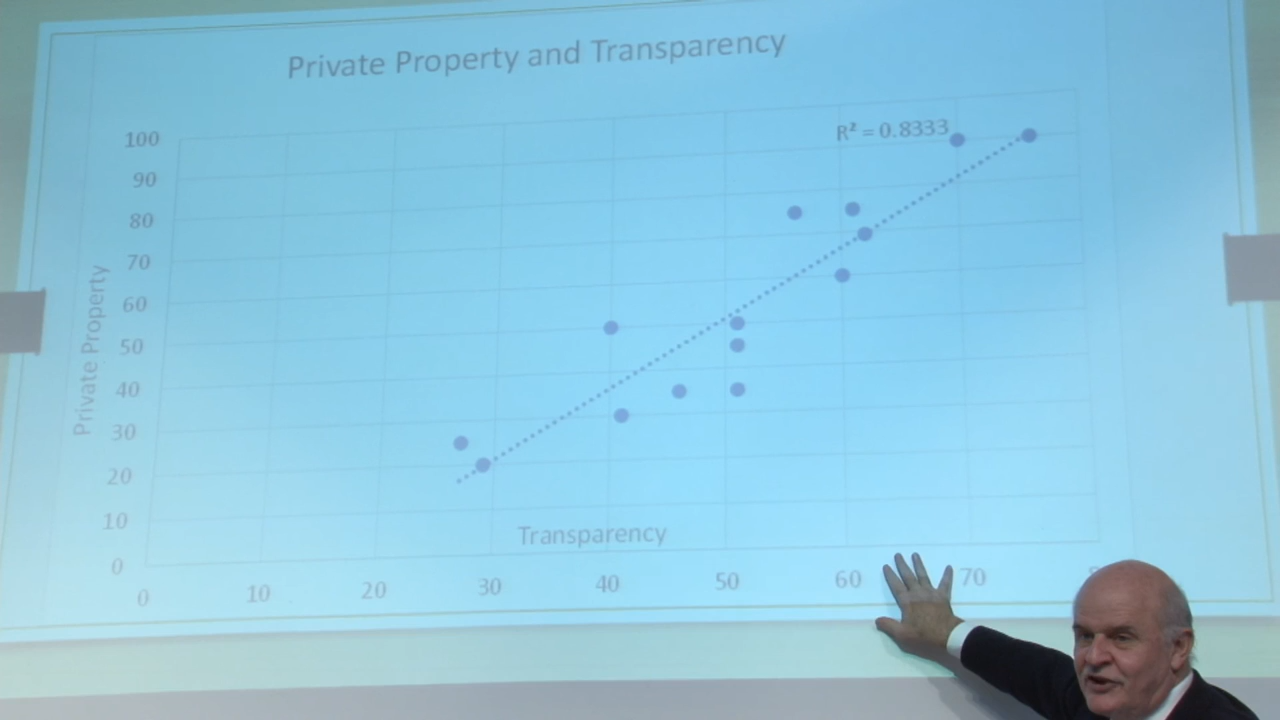 Private Property and Transparency
R² = 0.8333
100
90
80
70
60
50
40
30
20
10
0
Private Property
Transparency
0 10 20 30 40 50 60 70